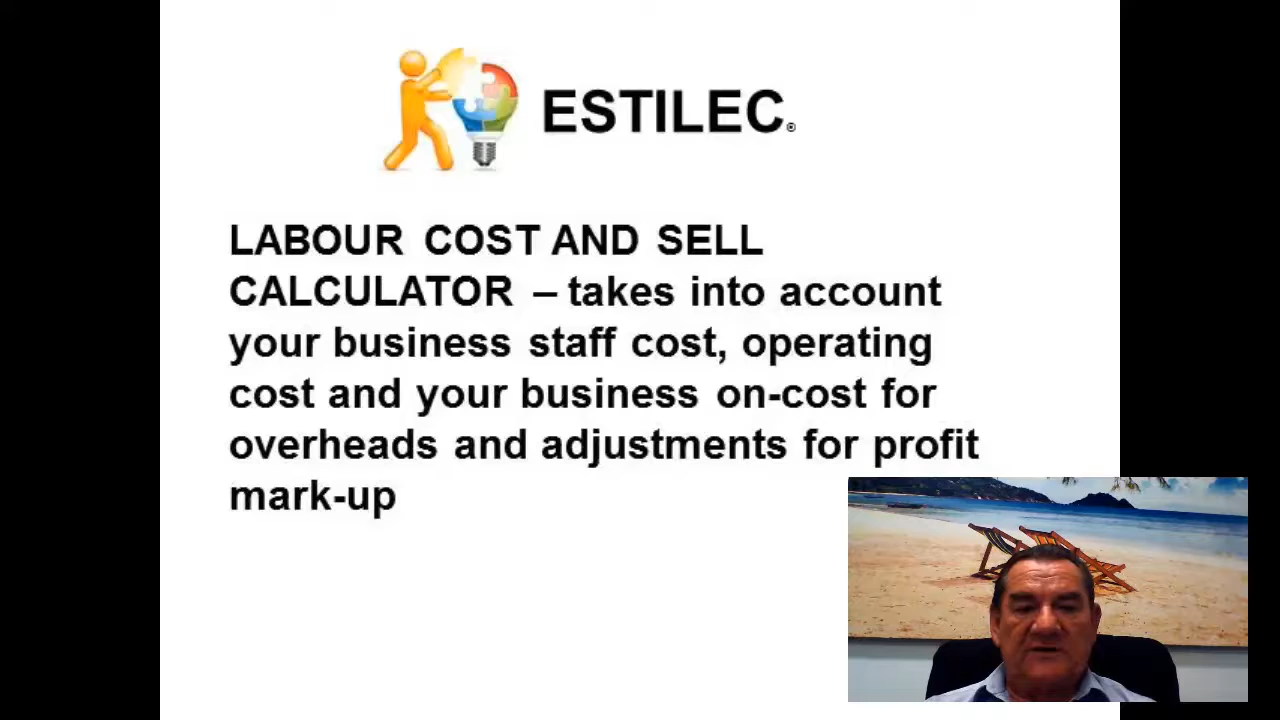 ESTILEC®
LABOUR COST AND SELL
CALCULATOR – takes into account
your business staff cost, operating
cost and your business on-cost for
overheads and adjustments for profit
mark-up